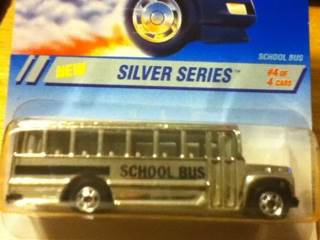 SCHOOL BUS
NEW SILVER SERIES™
#4 OF
4 CARS
SCHOOL BUS